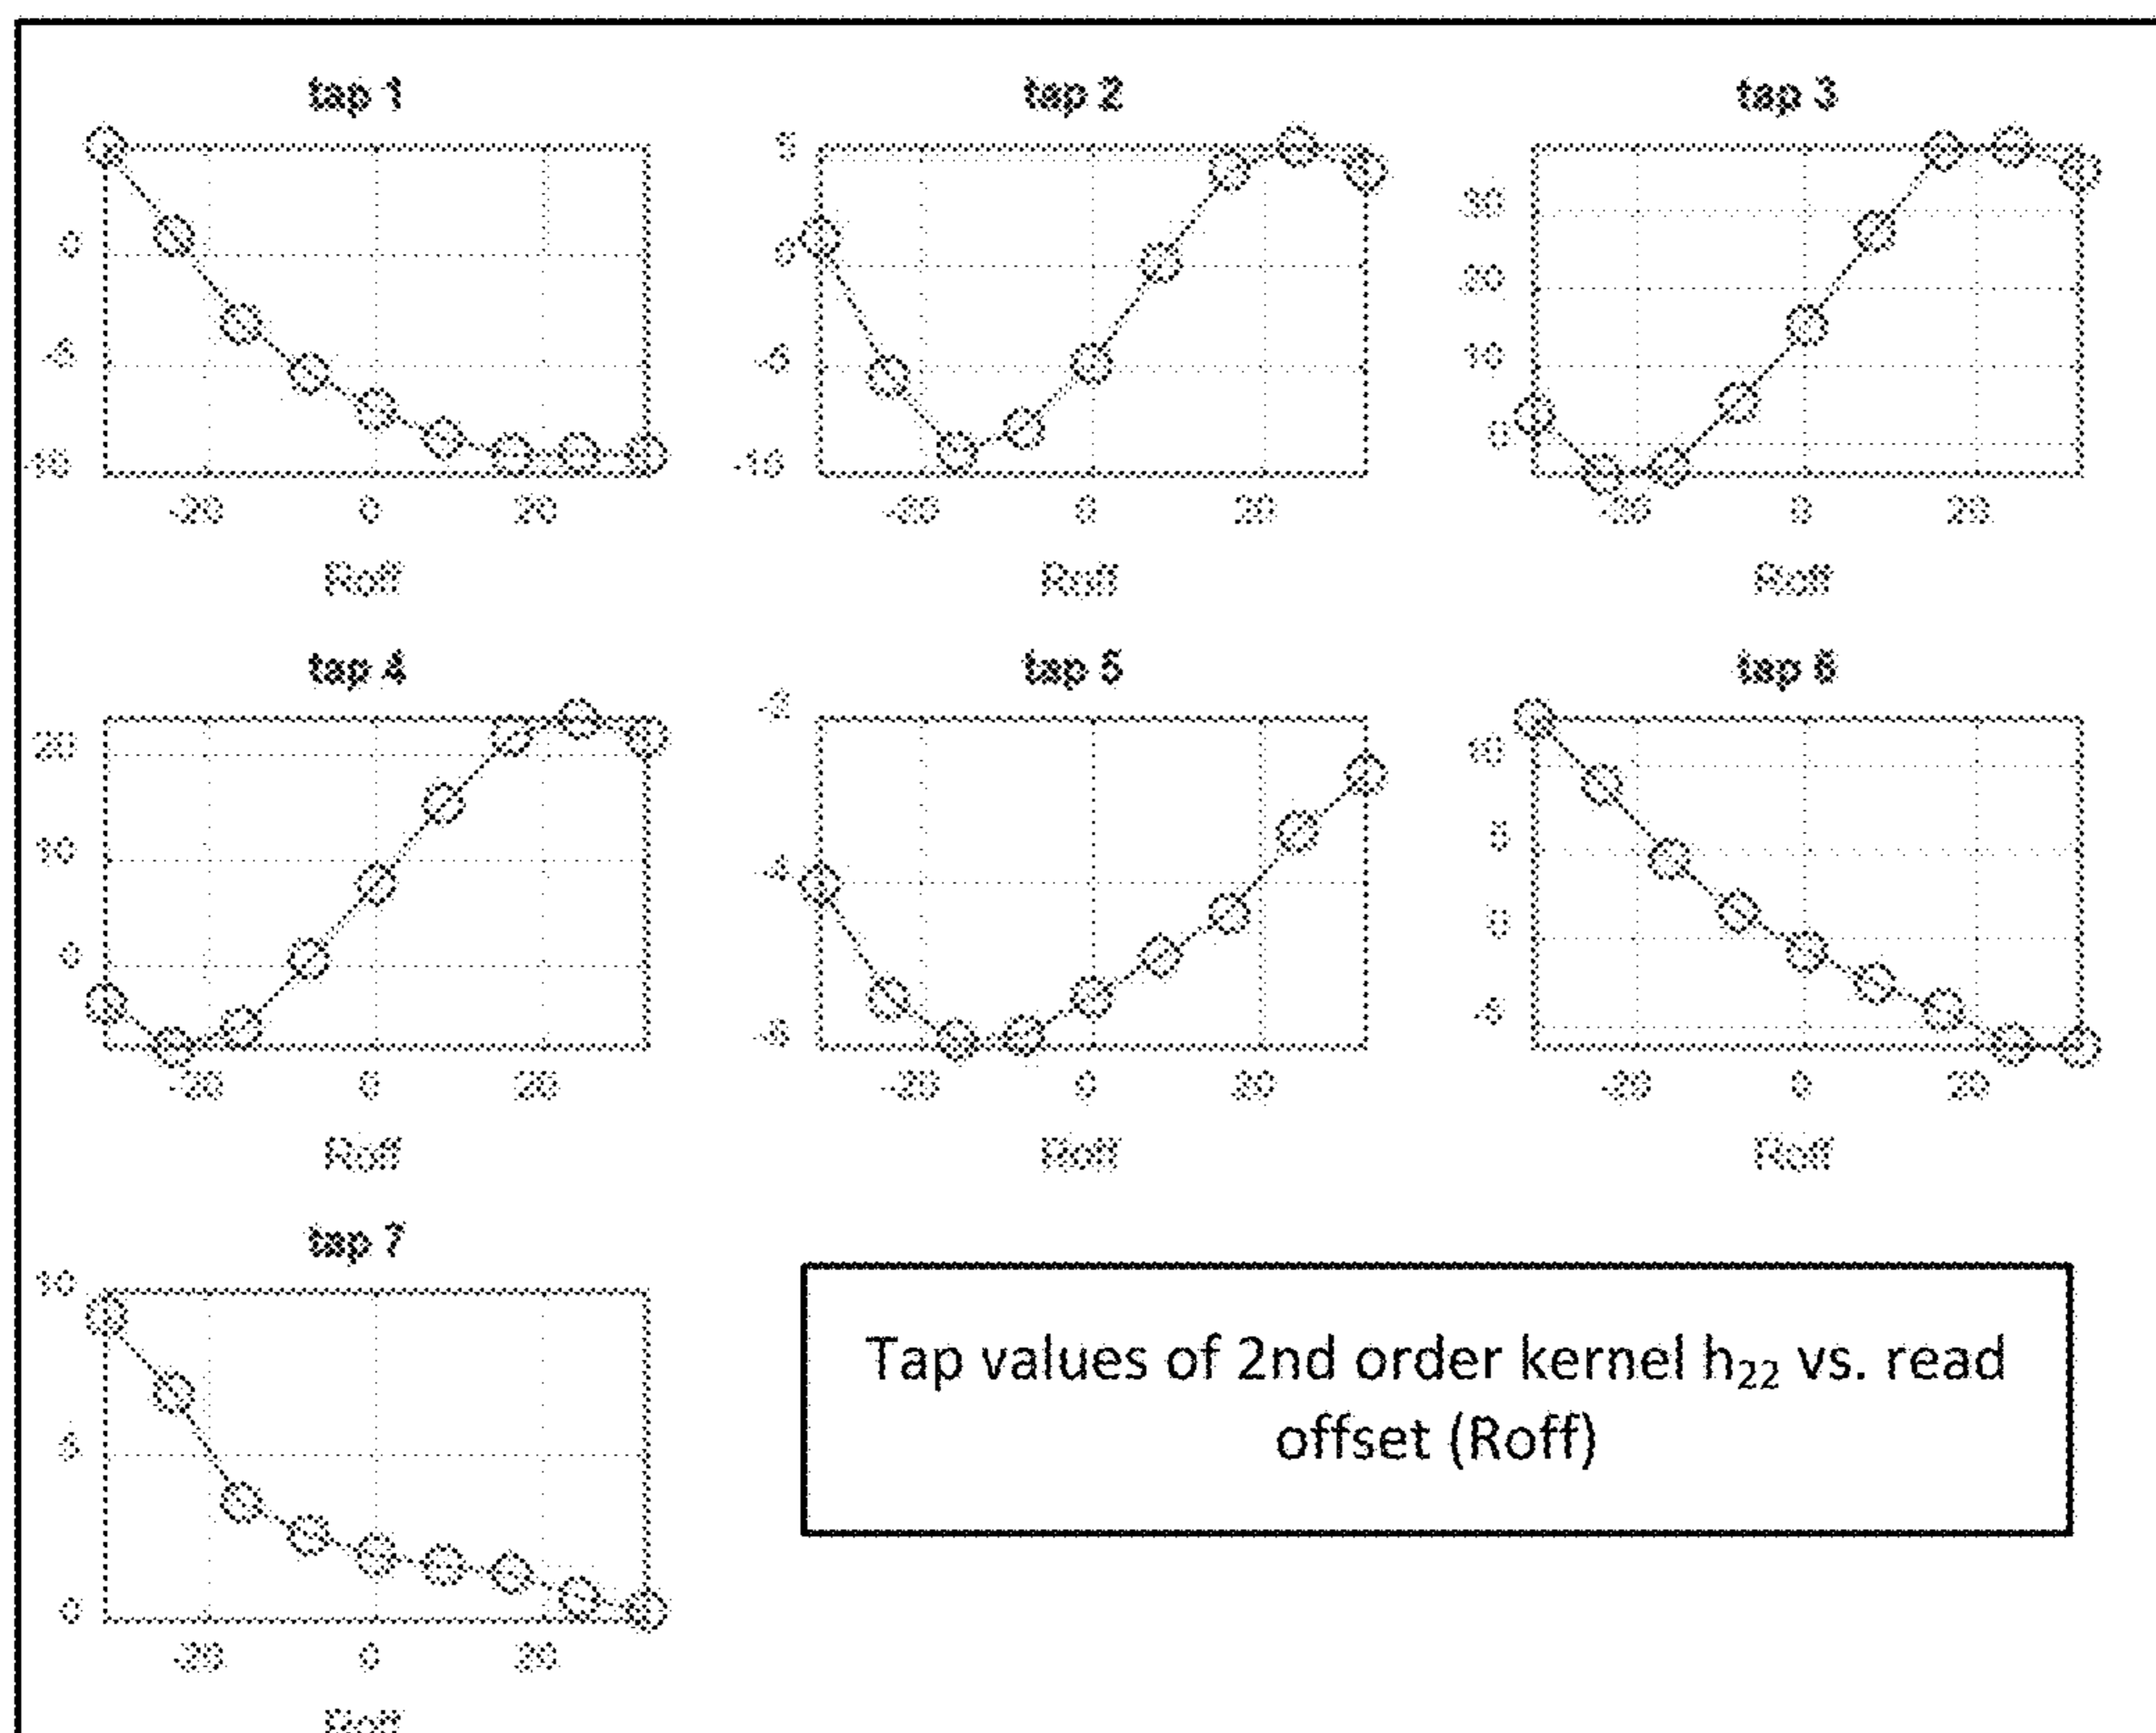 tap 1
tap 2
tap 3
5
0
0
-5
-5
-10
-10
30
20
10
0
-20
0
20
-20
0
20
-20
0
20
Roff
Roff
Roff
tap 4
tap 5
tap 6
20
10
0
-2
-4
-6
10
5
0
-5
-20
0
20
-20
0
20
-20
0
20
Roff
Roff
Roff
tap 7
10
5
0
-20
0
20
Roff
Tap values of 2nd order kernel h₂₂ vs. read
offset (Roff)